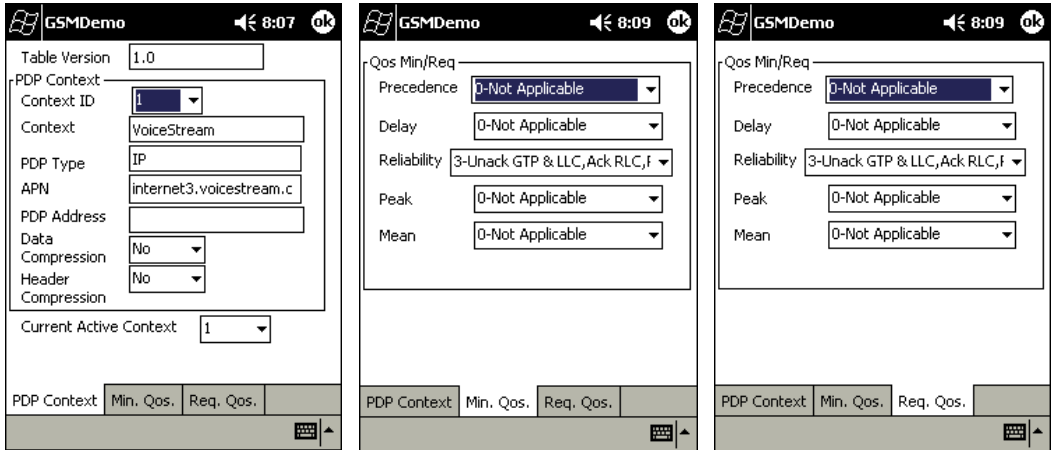 GSMDemo 8:07 ok
Table Version 1.0
PDP Context
Context ID 1
Context VoiceStream
PDP Type IP
APN internet3.voicestream.c
PDP Address
Data Compression No
Header Compression No
Current Active Context 1
PDP Context Min. Qos. Req. Qos.
GSMDemo 8:09 ok
Qos Min/Req
Precedence 0-Not Applicable
Delay 0-Not Applicable
Reliability 3-Unack GTP & LLC,Ack RLC,F
Peak 0-Not Applicable
Mean 0-Not Applicable
PDP Context Min. Qos. Req. Qos.
GSMDemo 8:09 ok
Qos Min/Req
Precedence 0-Not Applicable
Delay 0-Not Applicable
Reliability 3-Unack GTP & LLC,Ack RLC,F
Peak 0-Not Applicable
Mean 0-Not Applicable
PDP Context Min. Qos. Req. Qos.